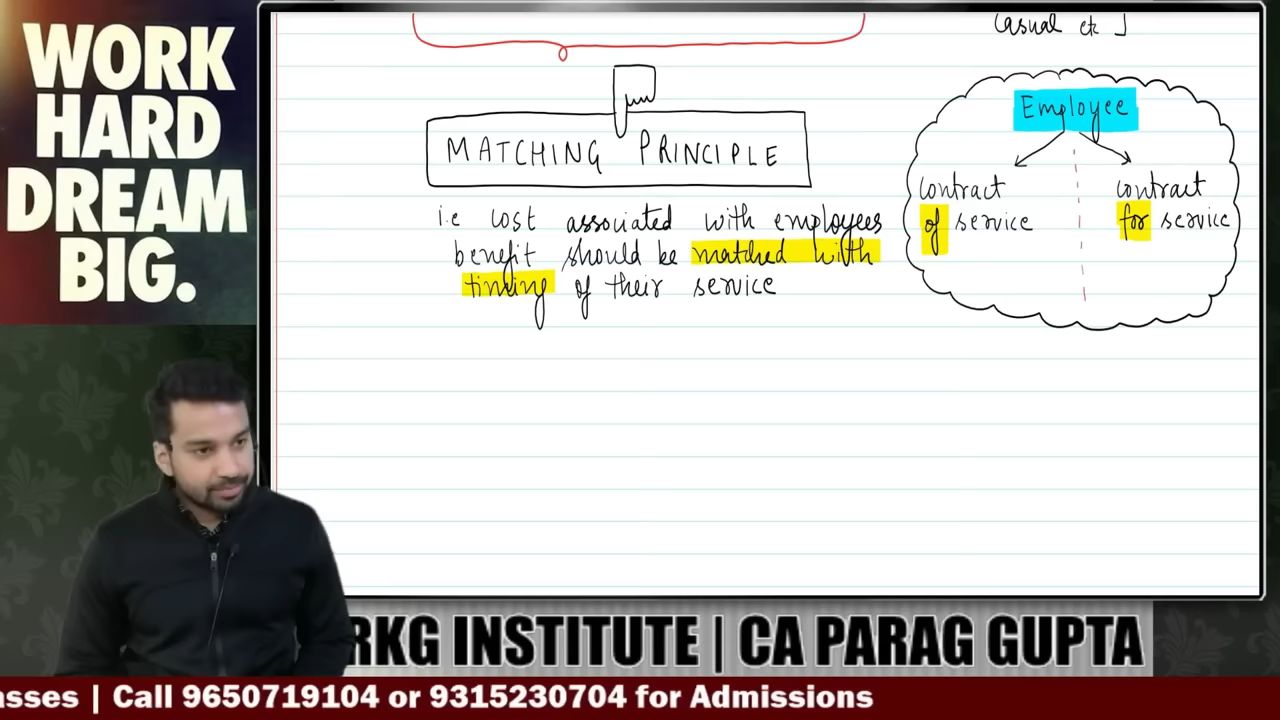 WORK
HARD
DREAM
BIG.
Casual etc ]
MATCHING PRINCIPLE
i.e cost associated with employees
benefit should be matched with
timing of their service
Employee
contract
of service
contract
for service
RKG INSTITUTE | CA PARAG GUPTA
asses | Call 9650719104 or 9315230704 for Admissions